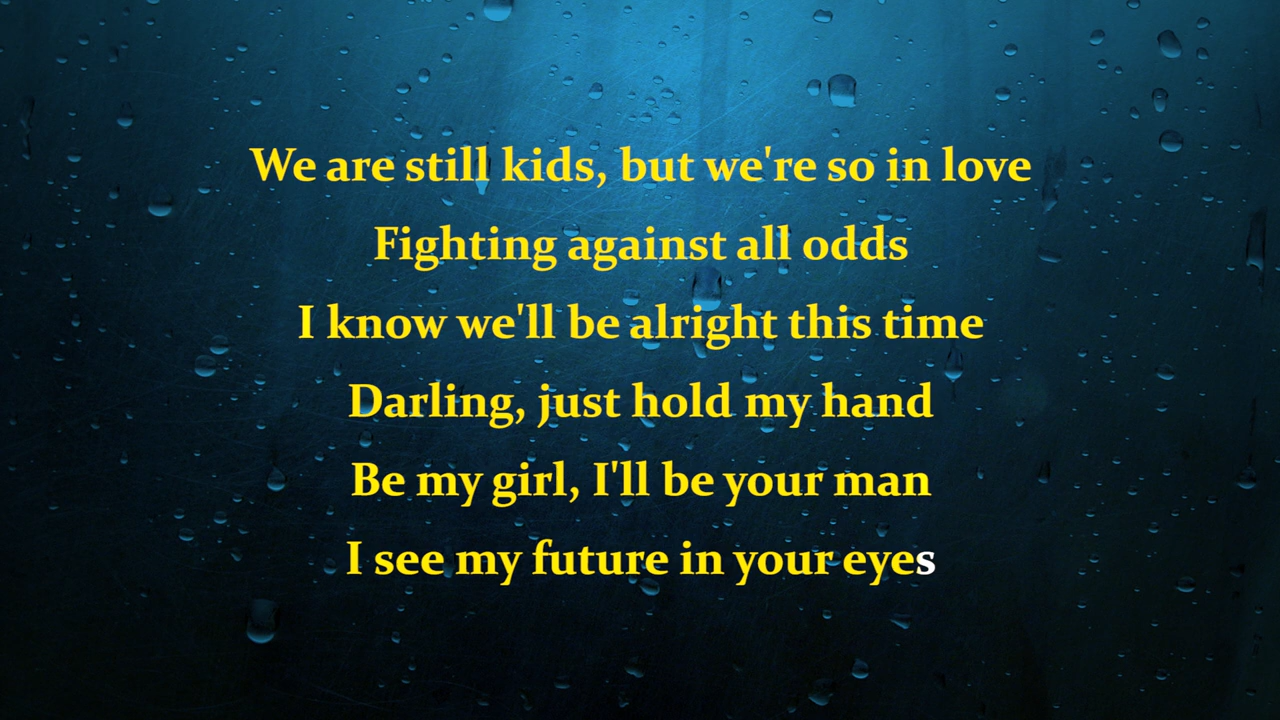 We are still kids, but we're so in love
Fighting against all odds
I know we'll be alright this time
Darling, just hold my hand
Be my girl, I'll be your man
I see my future in your eyes